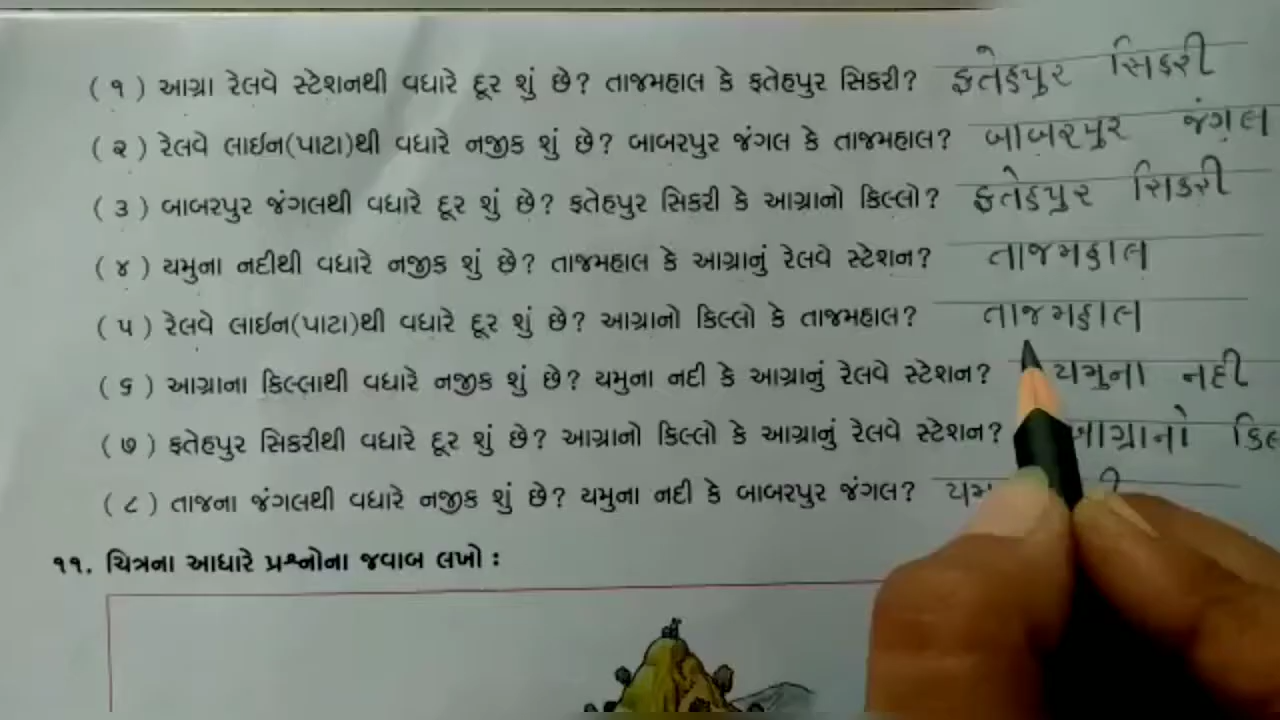 (૧) આગ્રા રેલવે સ્ટેશનથી વધારે દૂર શું છે? તાજમહાલ કે ફતેહપુર સિકરી? ફતેહપુર સિકરી
(૨) રેલવે લાઈન(પાટા)થી વધારે નજીક શું છે? બાબરપુર જંગલ કે તાજમહાલ? બાબરપુર જંગલ
(૩) બાબરપુર જંગલથી વધારે દૂર શું છે? ફતેહપુર સિકરી કે આગ્રાનો કિલ્લો? ફતેહપુર સિકરી
(૪) યમુના નદીથી વધારે નજીક શું છે? તાજમહાલ કે આગ્રાનું રેલવે સ્ટેશન? તાજમહાલ
(૫) રેલવે લાઈન(પાટા)થી વધારે દૂર શું છે? આગ્રાનો કિલ્લો કે તાજમહાલ? તાજમહાલ
(૬) આગ્રાના કિલ્લાથી વધારે નજીક શું છે? યમુના નદી કે આગ્રાનું રેલવે સ્ટેશન? યમુના નદી
(૭) ફતેહપુર સિકરીથી વધારે દૂર શું છે? આગ્રાનો કિલ્લો કે આગ્રાનું રેલવે સ્ટેશન? આગ્રાનો
(૮) તાજના જંગલથી વધારે નજીક શું છે? યમુના નદી કે બાબરપુર જંગલ?
૧૧. ચિત્રના આધારે પ્રશ્નોના જવાબ લખો :